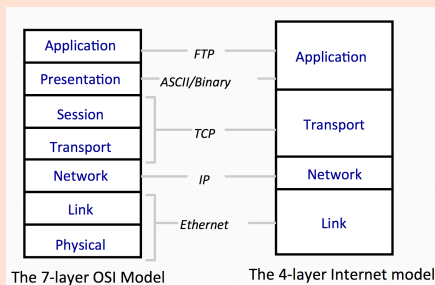 Application
FTP
Application
Presentation
ASCII/Binary
Session
TCP
Transport
Transport
Network
IP
Network
Link
Ethernet
Link
Physical
The 7-layer OSI Model
The 4-layer Internet model